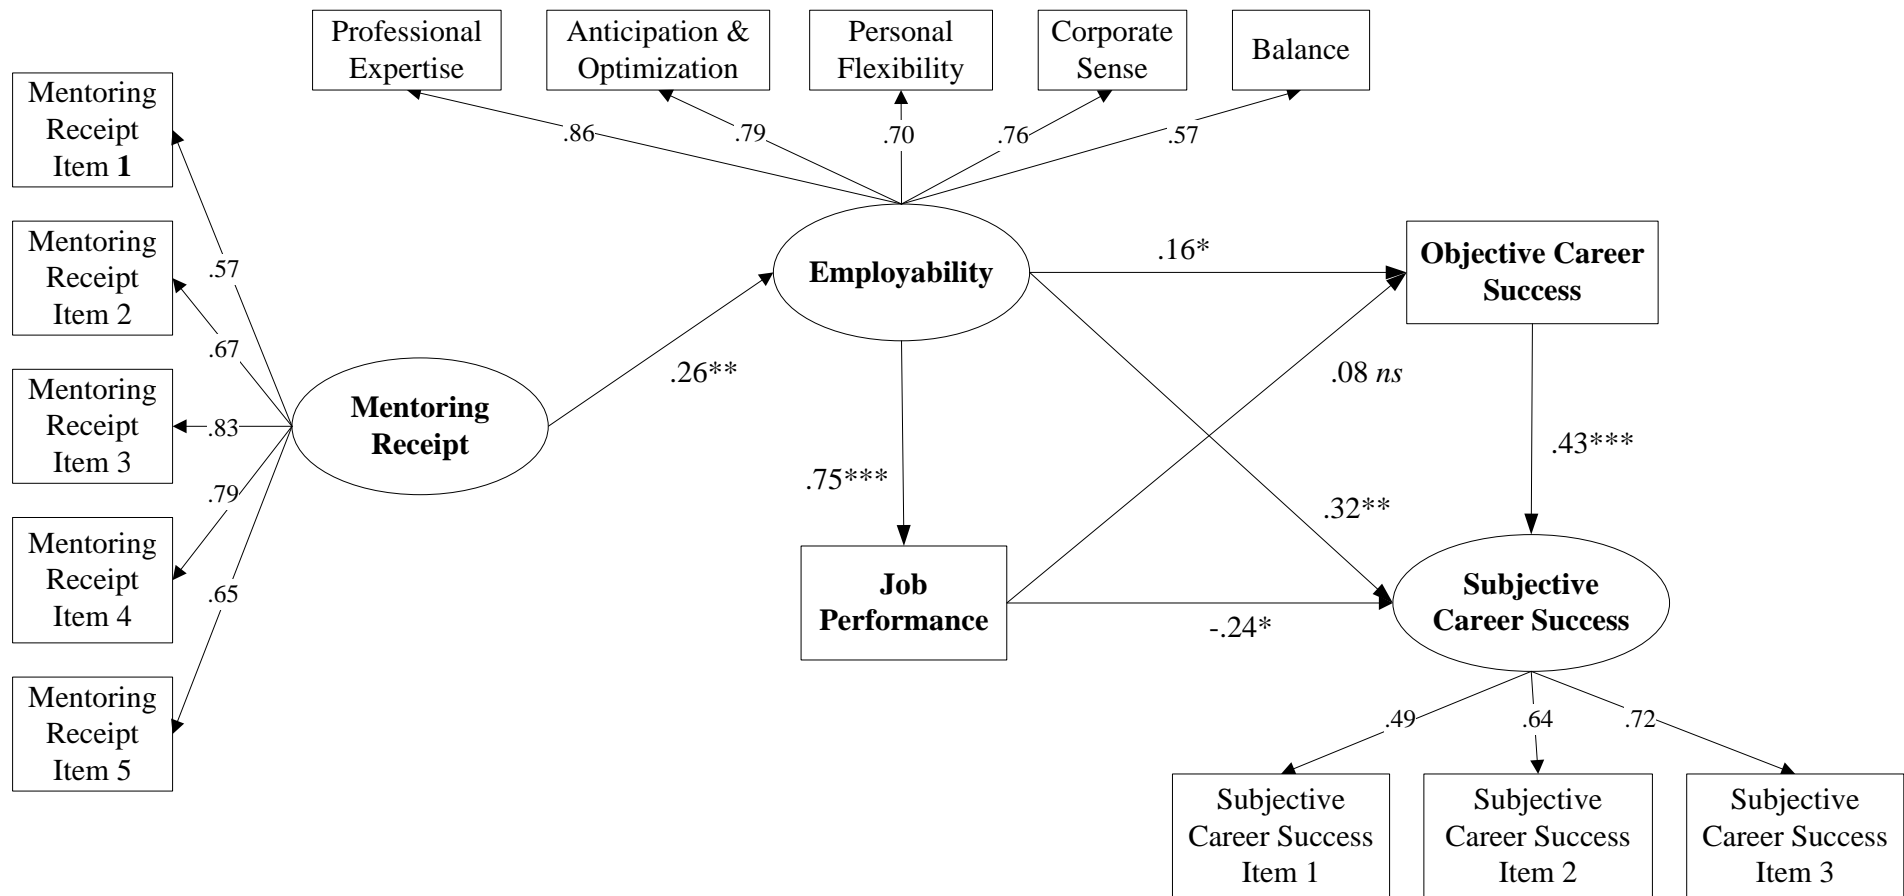 Professional
Expertise
Anticipation &
Optimization
Personal
Flexibility
Corporate
Sense
Balance
.86
.79
.70
.76
.57
Mentoring
Receipt
Item 1
Mentoring
Receipt
Item 2
Mentoring
Receipt
Item 3
Mentoring
Receipt
Item 4
Mentoring
Receipt
Item 5
.57
.67
.83
.79
.65
Mentoring
Receipt
.26**
Employability
.16*
Objective Career
Success
.08 ns
.75***
.32**
.43***
Job
Performance
-.24*
Subjective
Career Success
.49
.64
.72
Subjective
Career Success
Item 1
Subjective
Career Success
Item 2
Subjective
Career Success
Item 3